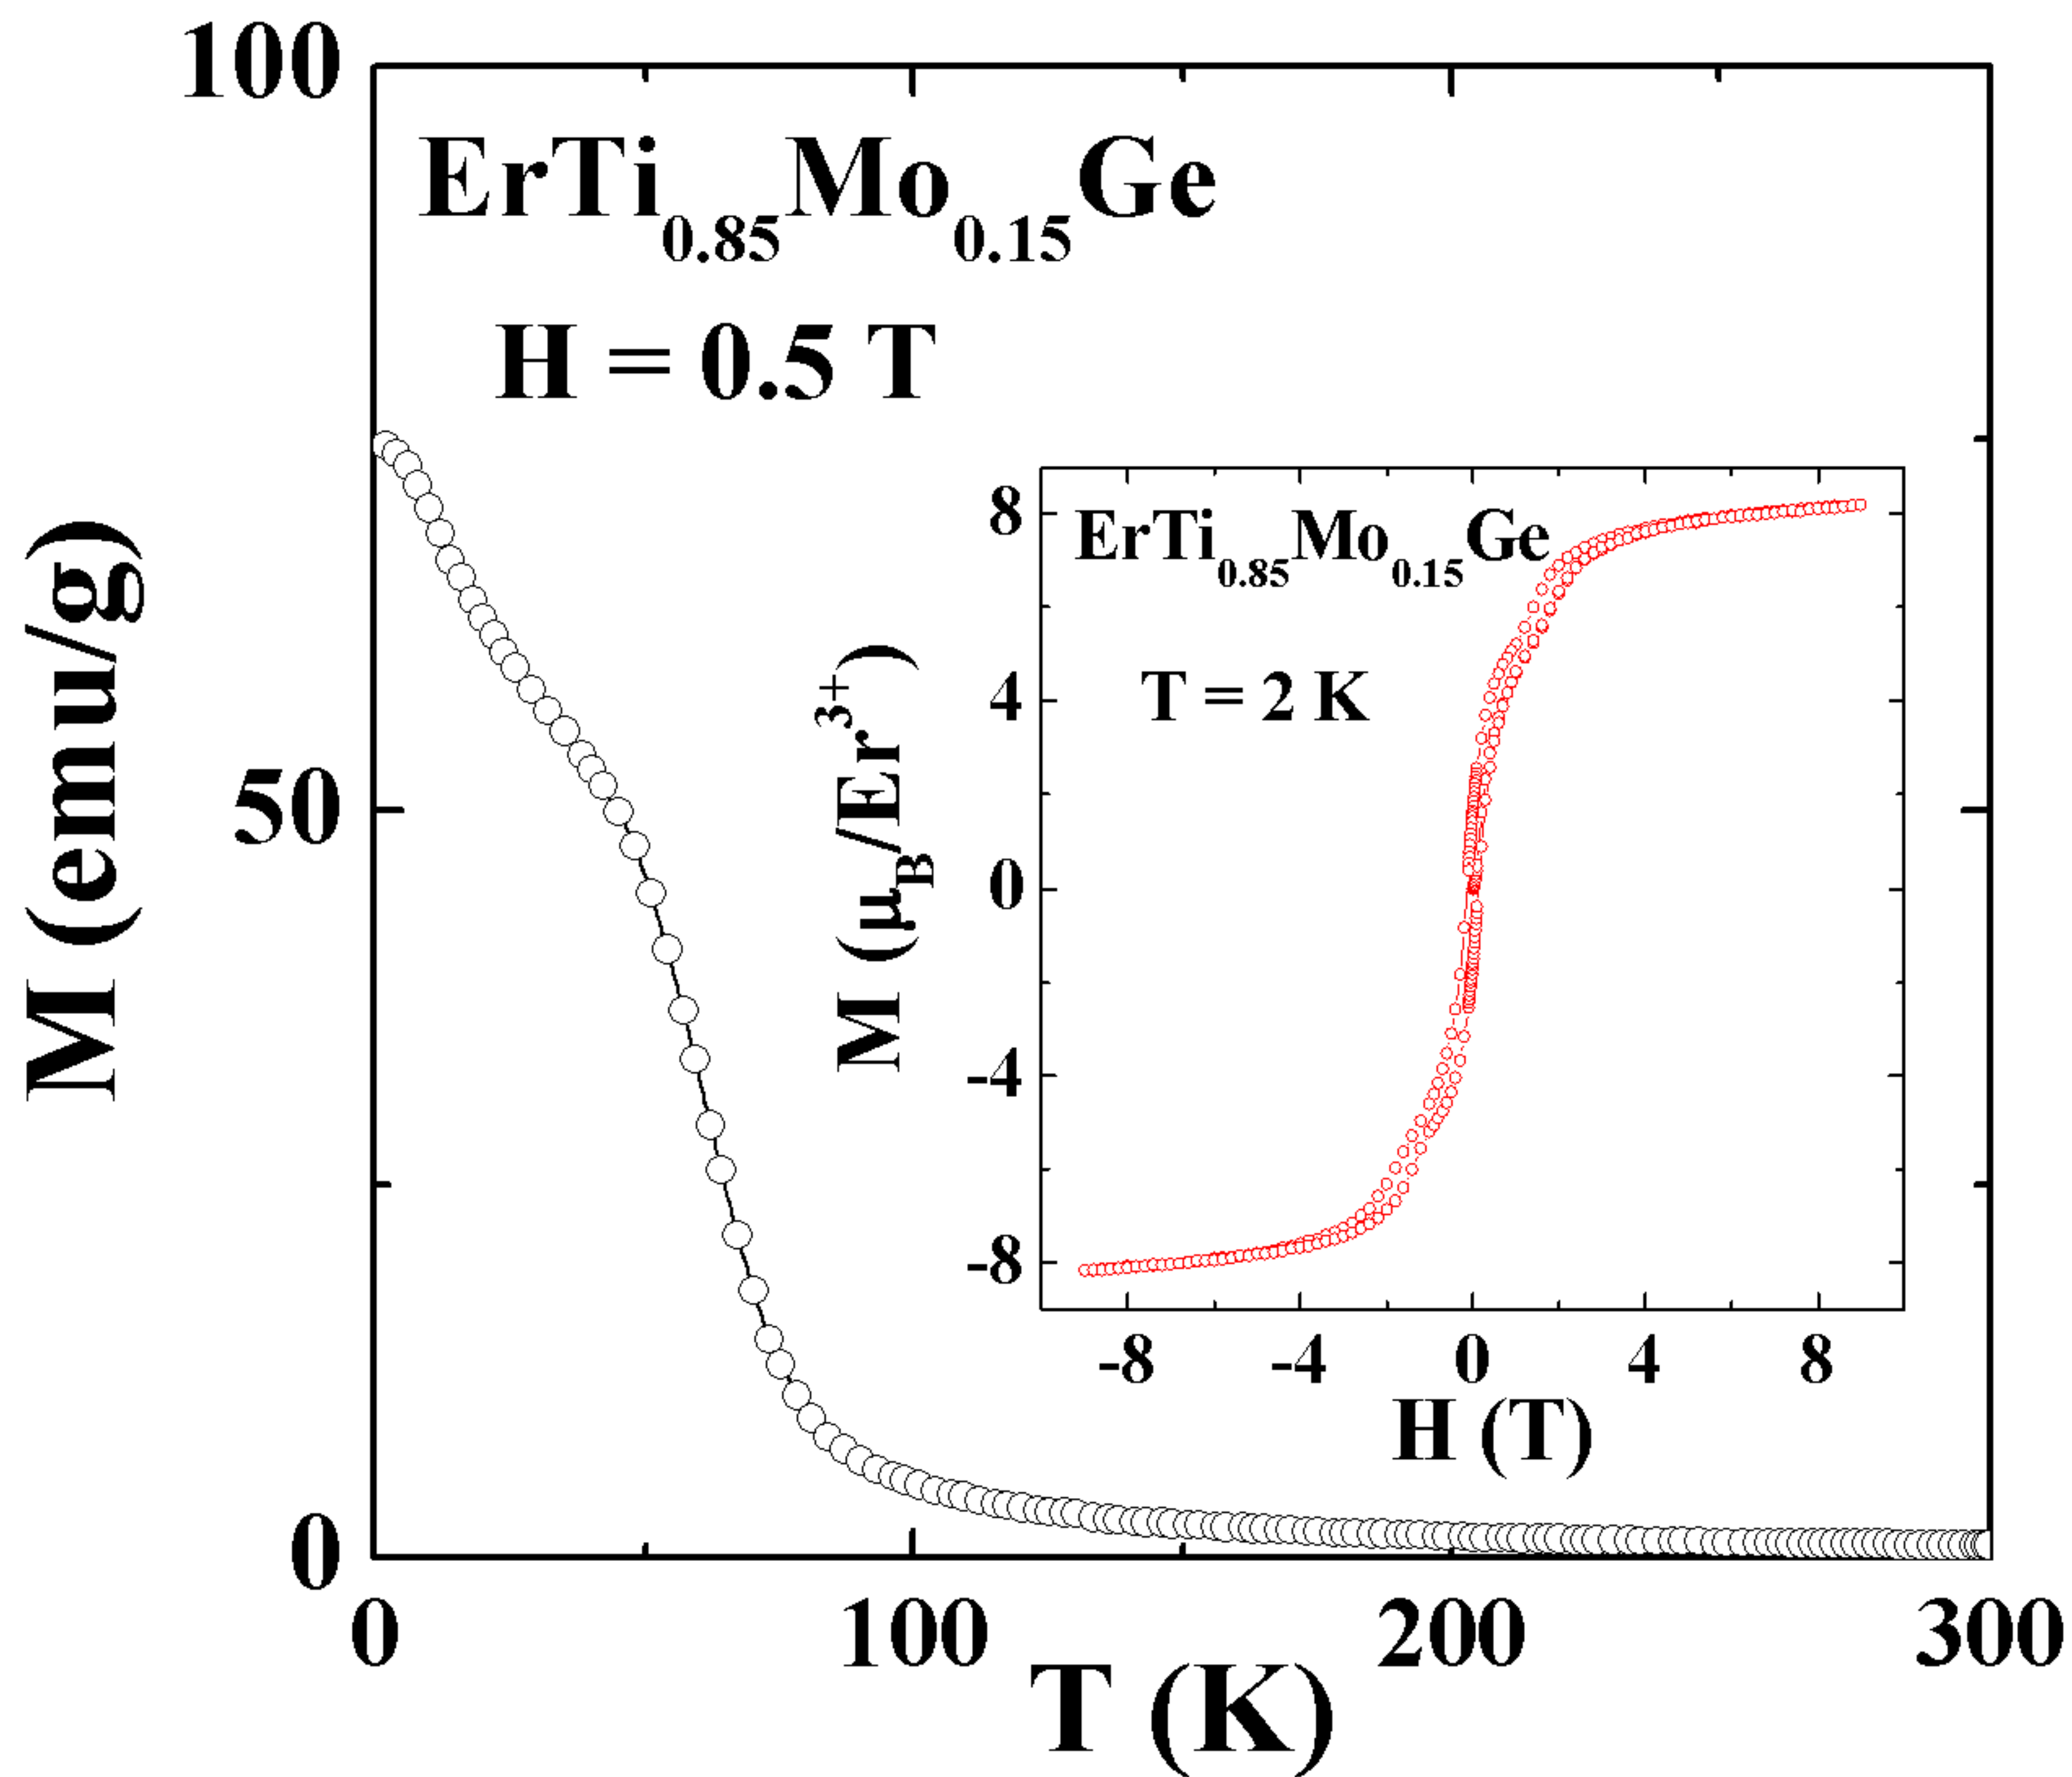 100
ErTi0.85Mo0.15Ge
H = 0.5 T
M (emu/g)
50
0
0
100
200
300
T (K)
ErTi0.85Mo0.15Ge
T = 2 K
M (μB/Er3+)
8
4
0
-4
-8
-8
-4
0
4
8
H (T)